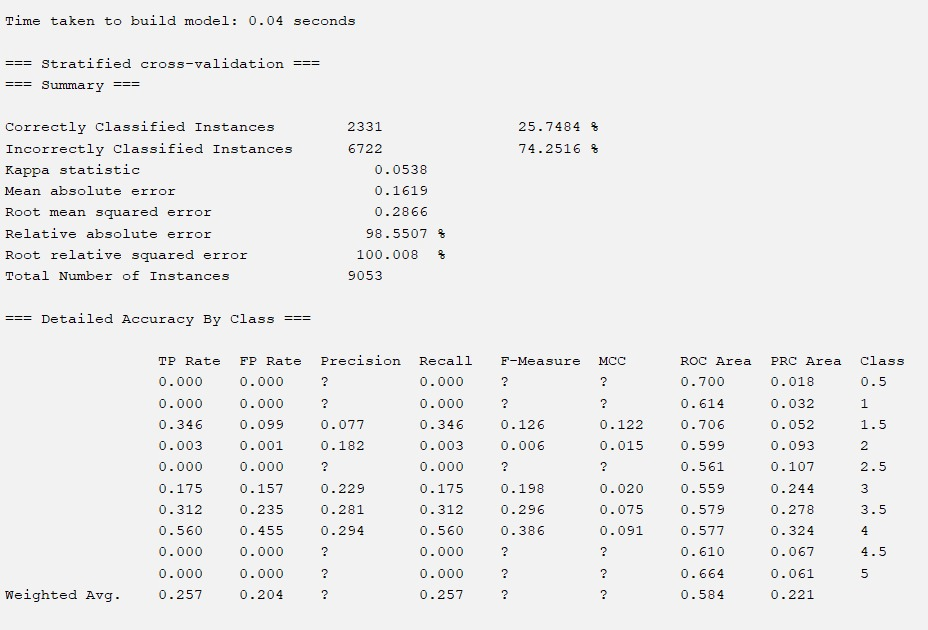 Time taken to build model: 0.04 seconds
=== Stratified cross-validation ===
=== Summary ===
Correctly Classified Instances 2331 25.7484 %
Incorrectly Classified Instances 6722 74.2516 %
Kappa statistic 0.0538
Mean absolute error 0.1619
Root mean squared error 0.2866
Relative absolute error 98.5507 %
Root relative squared error 100.008 %
Total Number of Instances 9053
=== Detailed Accuracy By Class ===
TP Rate FP Rate Precision Recall F-Measure MCC ROC Area PRC Area Class
0.000 0.000 ? 0.000 ? ? 0.700 0.018 0.5
0.000 0.000 ? 0.000 ? ? 0.614 0.032 1
0.346 0.099 0.077 0.346 0.126 0.122 0.706 0.052 1.5
0.003 0.001 0.182 0.003 0.006 0.015 0.599 0.093 2
0.000 0.000 ? 0.000 ? ? 0.561 0.107 2.5
0.175 0.157 0.229 0.175 0.198 0.020 0.559 0.244 3
0.312 0.235 0.281 0.312 0.296 0.075 0.579 0.278 3.5
0.560 0.455 0.294 0.560 0.386 0.091 0.577 0.324 4
0.000 0.000 ? 0.000 ? ? 0.610 0.067 4.5
0.000 0.000 ? 0.000 ? ? 0.664 0.061 5
Weighted Avg. 0.257 0.204 ? 0.257 ? ? 0.584 0.221